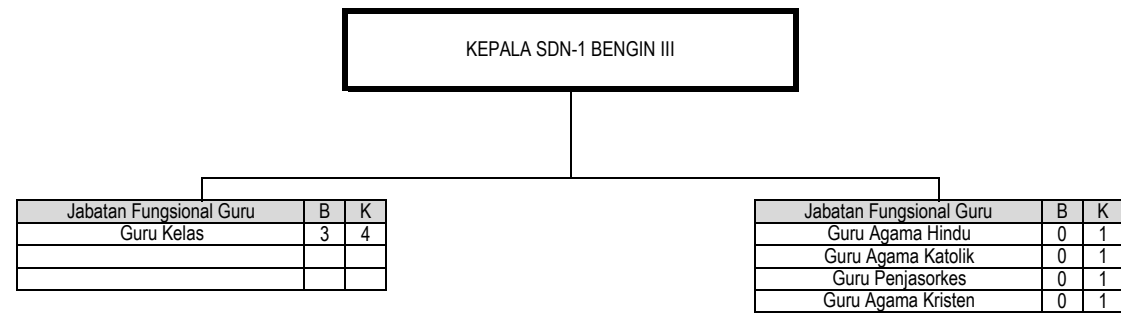 KEPALA SDN-1 BENGIN III
Jabatan Fungsional Guru B K
Guru Kelas 3 4
Jabatan Fungsional Guru B K
Guru Agama Hindu 0 1
Guru Agama Katolik 0 1
Guru Penjasorkes 0 1
Guru Agama Kristen 0 1